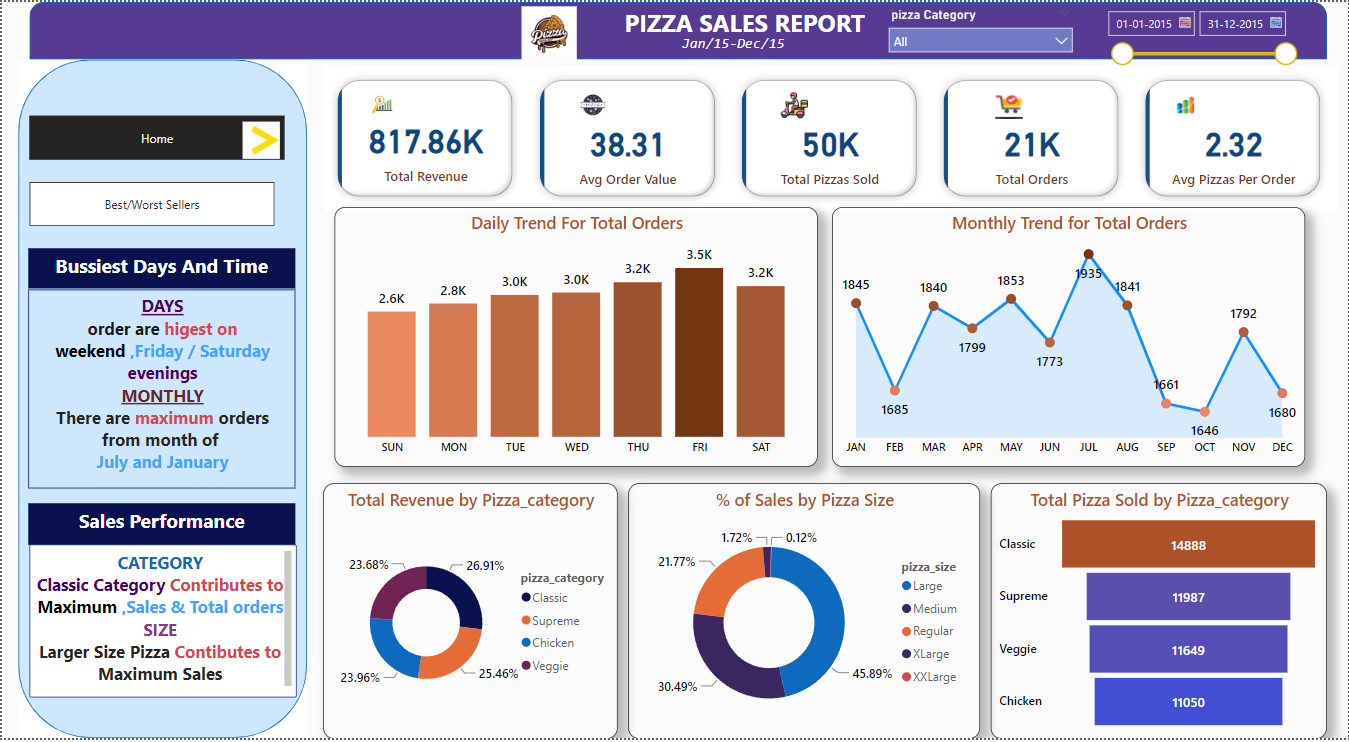 PIZZA SALES REPORT
Jan/15-Dec/15
pizza Category
All
01-01-2015
31-12-2015
Pizza
Home
Best/Worst Sellers
Bussiest Days And Time
DAYS
order are higest on
weekend ,Friday / Saturday
evenings
MONTHLY
There are maximum orders
from month of
July and January
Sales Performance
CATEGORY
Classic Category Contributes to
Maximum ,Sales & Total orders
SIZE
Larger Size Pizza Contibutes to
Maximum Sales
817.86K
Total Revenue
38.31
Avg Order Value
50K
Total Pizzas Sold
21K
Total Orders
2.32
Avg Pizzas Per Order
Daily Trend For Total Orders
2.6K
2.8K
3.0K
3.0K
3.2K
3.5K
3.2K
SUN
MON
TUE
WED
THU
FRI
SAT
Monthly Trend for Total Orders
1845
1685
1840
1799
1853
1773
1935
1841
1661
1646
1792
1680
JAN
FEB
MAR
APR
MAY
JUN
JUL
AUG
SEP
OCT
NOV
DEC
Total Revenue by Pizza_category
23.68%
26.91%
23.96%
25.46%
pizza_category
Classic
Supreme
Chicken
Veggie
% of Sales by Pizza Size
1.72%
0.12%
21.77%
30.49%
45.89%
pizza_size
Large
Medium
Regular
XLarge
XXLarge
Total Pizza Sold by Pizza_category
Classic
14888
Supreme
11987
Veggie
11649
Chicken
11050